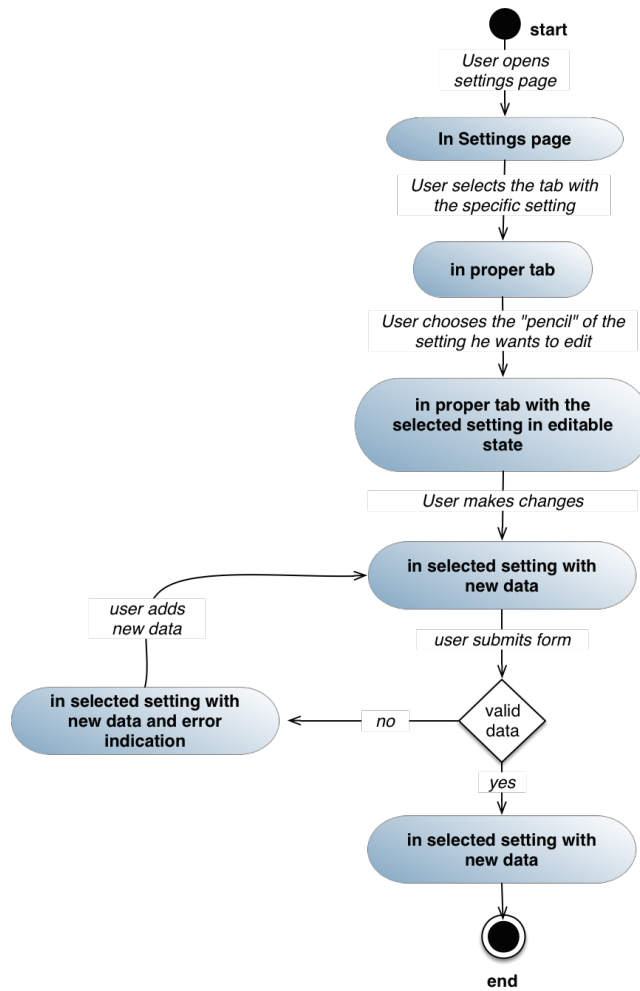 start
User opens
settings page
In Settings page
User selects the tab with
the specific setting
in proper tab
User chooses the "pencil" of the
setting he wants to edit
in proper tab with the
selected setting in editable
state
User makes changes
in selected setting with
new data
user adds
new data
user submits form
in selected setting with
new data and error
indication
no
valid
data
yes
in selected setting with
new data
end